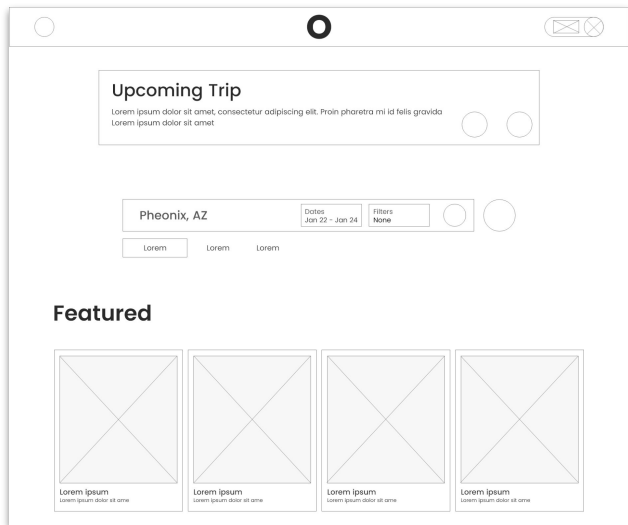 O
Upcoming Trip
Lorem ipsum dolor sit amet, consectetur adipiscing elit. Proin pharetra mi id felis gravida
Lorem ipsum dolor sit amet
Pheonix, AZ
Dates
Jan 22 - Jan 24
Filters
None
Lorem Lorem Lorem
Featured
Lorem ipsum
Lorem ipsum dolor sit ame
Lorem ipsum
Lorem ipsum dolor sit ame
Lorem ipsum
Lorem ipsum dolor sit ame
Lorem ipsum
Lorem ipsum dolor sit ame